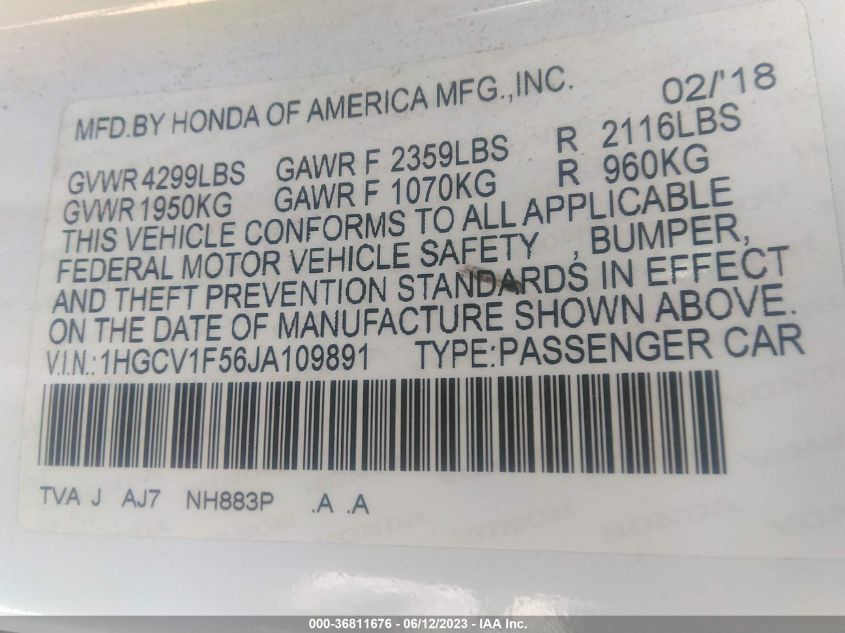 MFD.BY HONDA OF AMERICA MFG.,INC. 02/'18
GVWR 4299LBS GAWR F 2359LBS R 2116LBS
GVWR 1950KG GAWR F 1070KG R 960KG
THIS VEHICLE CONFORMS TO ALL APPLICABLE
FEDERAL MOTOR VEHICLE SAFETY , BUMPER,
AND THEFT PREVENTION STANDARDS IN EFFECT
ON THE DATE OF MANUFACTURE SHOWN ABOVE.
V.I.N.:1HGCV1F56JA109891 TYPE:PASSENGER CAR
TVA J AJ7 NH883P .A .A
000-36811676 - 06/12/2023 - IAA Inc.